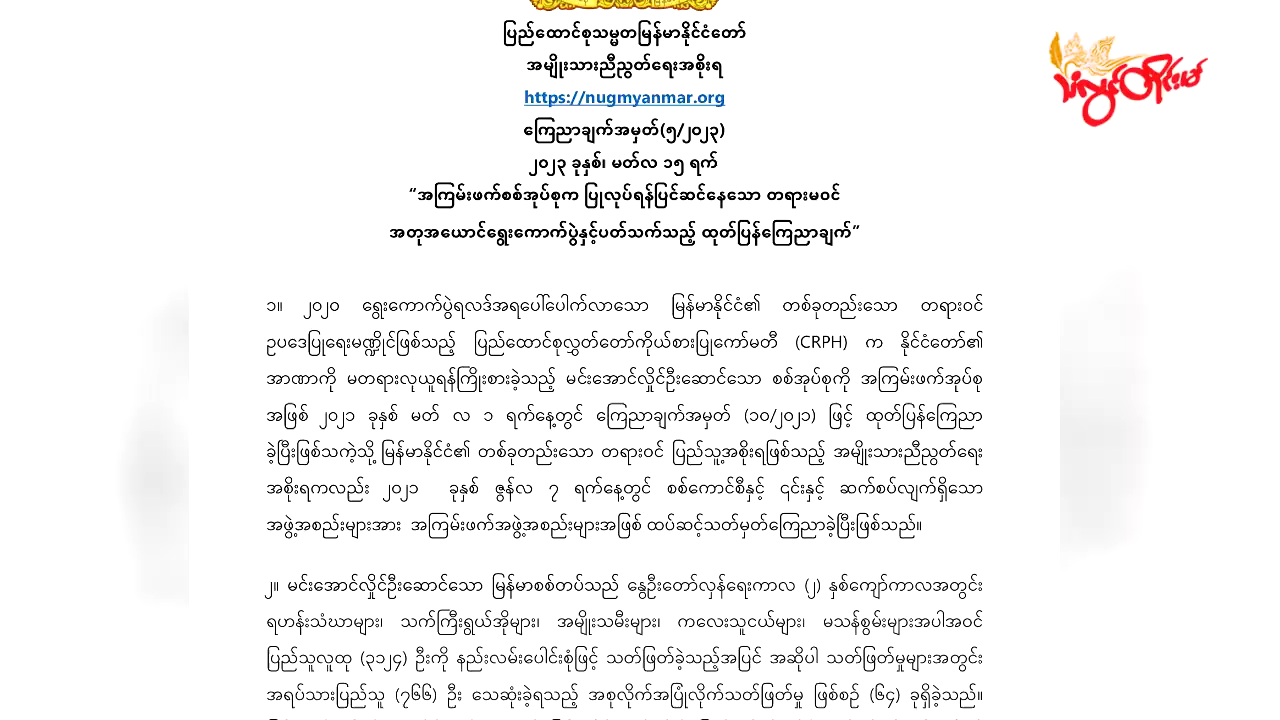 ပြည်ထောင်စုသမ္မတမြန်မာနိုင်ငံတော်
အမျိုးသားညီညွတ်ရေးအစိုးရ
https://nugmyanmar.org
ကြေညာချက်အမှတ်(၅/၂၀၂၃)
၂၀၂၃ ခုနှစ်၊ မတ်လ ၁၅ ရက်
“အကြမ်းဖက်စစ်အုပ်စုက ပြုလုပ်ရန်ပြင်ဆင်နေသော တရားမဝင်
အတုအယောင်ရွေးကောက်ပွဲနှင့်ပတ်သက်သည့် ထုတ်ပြန်ကြေညာချက်”
၁။ ၂၀၂၀ ရွေးကောက်ပွဲရလဒ်အရပေါ်ပေါက်လာသော မြန်မာနိုင်ငံ၏ တစ်ခုတည်းသော တရားဝင်
ဥပဒေပြုရေးမဏ္ဍိုင်ဖြစ်သည့် ပြည်ထောင်စုလွှတ်တော်ကိုယ်စားပြုကော်မတီ (CRPH) က နိုင်ငံတော်၏
အာဏာကို မတရားလုယူရန်ကြိုးစားခဲ့သည့် မင်းအောင်လှိုင်ဦးဆောင်သော စစ်အုပ်စုကို အကြမ်းဖက်အုပ်စု
အဖြစ် ၂၀၂၁ ခုနှစ် မတ် လ ၁ ရက်နေ့တွင် ကြေညာချက်အမှတ် (၁၀/၂၀၂၁) ဖြင့် ထုတ်ပြန်ကြေညာ
ခဲ့ပြီးဖြစ်သကဲ့သို့ မြန်မာနိုင်ငံ၏ တစ်ခုတည်းသော တရားဝင် ပြည်သူ့အစိုးရဖြစ်သည့် အမျိုးသားညီညွတ်ရေး
အစိုးရကလည်း ၂၀၂၁ ခုနှစ် ဇွန်လ ၇ ရက်နေ့တွင် စစ်ကောင်စီနှင့် ၎င်းနှင့် ဆက်စပ်လျက်ရှိသော
အဖွဲ့အစည်းများအား အကြမ်းဖက်အဖွဲ့အစည်းများအဖြစ် ထပ်ဆင့်သတ်မှတ်ကြေညာခဲ့ပြီးဖြစ်သည်။
၂။ မင်းအောင်လှိုင်ဦးဆောင်သော မြန်မာစစ်တပ်သည် နွေဦးတော်လှန်ရေးကာလ (၂) နှစ်ကျော်ကာလအတွင်း
ရဟန်းသံဃာများ၊ သက်ကြီးရွယ်အိုများ၊ အမျိုးသမီးများ၊ ကလေးသူငယ်များ၊ မသန်စွမ်းများအပါအဝင်
ပြည်သူလူထု (၃၁၂၄) ဦးကို နည်းလမ်းပေါင်းစုံဖြင့် သတ်ဖြတ်ခဲ့သည့်အပြင် အဆိုပါ သတ်ဖြတ်မှုများအတွင်း
အရပ်သားပြည်သူ (၇၆၆) ဦး သေဆုံးခဲ့ရသည့် အစုလိုက်အပြုံလိုက်သတ်ဖြတ်မှု ဖြစ်စဉ် (၆၄) ခုရှိခဲ့သည်။